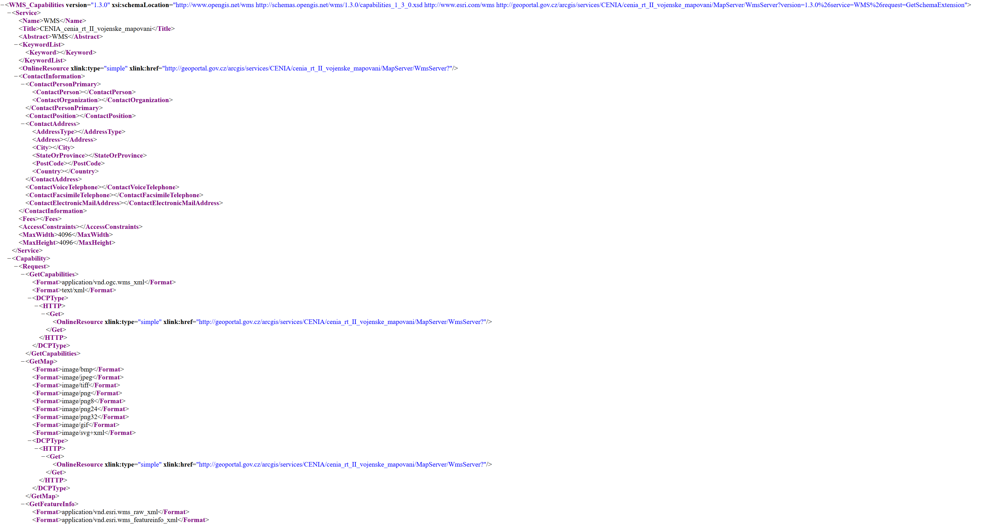 −<WMS_Capabilities version="1.3.0" xsi:schemaLocation="http://www.opengis.net/wms http://schemas.opengis.net/wms/1.3.0/capabilities_1_3_0.xsd http://www.esri.com/wms http://geoportal.gov.cz/arcgis/services/CENIA/cenia_rt_II_vojenske_mapovani/MapServer/WmsServer?version=1.3.0%26service=WMS%26request=GetSchemaExtension">
−<Service>
<Name>WMS</Name>
<Title>CENIA_cenia_rt_II_vojenske_mapovani</Title>
<Abstract>WMS</Abstract>
−<KeywordList>
<Keyword></Keyword>
</KeywordList>
<OnlineResource xlink:type="simple" xlink:href="http://geoportal.gov.cz/arcgis/services/CENIA/cenia_rt_II_vojenske_mapovani/MapServer/WmsServer?"/>
−<ContactInformation>
−<ContactPersonPrimary>
<ContactPerson></ContactPerson>
<ContactOrganization></ContactOrganization>
</ContactPersonPrimary>
<ContactPosition></ContactPosition>
−<ContactAddress>
<AddressType></AddressType>
<Address></Address>
<City></City>
<StateOrProvince></StateOrProvince>
<PostCode></PostCode>
<Country></Country>
</ContactAddress>
<ContactVoiceTelephone></ContactVoiceTelephone>
<ContactFacsimileTelephone></ContactFacsimileTelephone>
<ContactElectronicMailAddress></ContactElectronicMailAddress>
</ContactInformation>
<Fees></Fees>
<AccessConstraints></AccessConstraints>
<MaxWidth>4096</MaxWidth>
<MaxHeight>4096</MaxHeight>
</Service>
−<Capability>
−<Request>
−<GetCapabilities>
<Format>application/vnd.ogc.wms_xml</Format>
<Format>text/xml</Format>
−<DCPType>
−<HTTP>
−<Get>
<OnlineResource xlink:type="simple" xlink:href="http://geoportal.gov.cz/arcgis/services/CENIA/cenia_rt_II_vojenske_mapovani/MapServer/WmsServer?"/>
</Get>
</HTTP>
</DCPType>
</GetCapabilities>
−<GetMap>
<Format>image/bmp</Format>
<Format>image/jpeg</Format>
<Format>image/tiff</Format>
<Format>image/png</Format>
<Format>image/png8</Format>
<Format>image/png24</Format>
<Format>image/png32</Format>
<Format>image/gif</Format>
<Format>image/svg+xml</Format>
−<DCPType>
−<HTTP>
−<Get>
<OnlineResource xlink:type="simple" xlink:href="http://geoportal.gov.cz/arcgis/services/CENIA/cenia_rt_II_vojenske_mapovani/MapServer/WmsServer?"/>
</Get>
</HTTP>
</DCPType>
</GetMap>
−<GetFeatureInfo>
<Format>application/vnd.esri.wms_raw_xml</Format>
<Format>application/vnd.esri.wms_featureinfo_xml</Format>